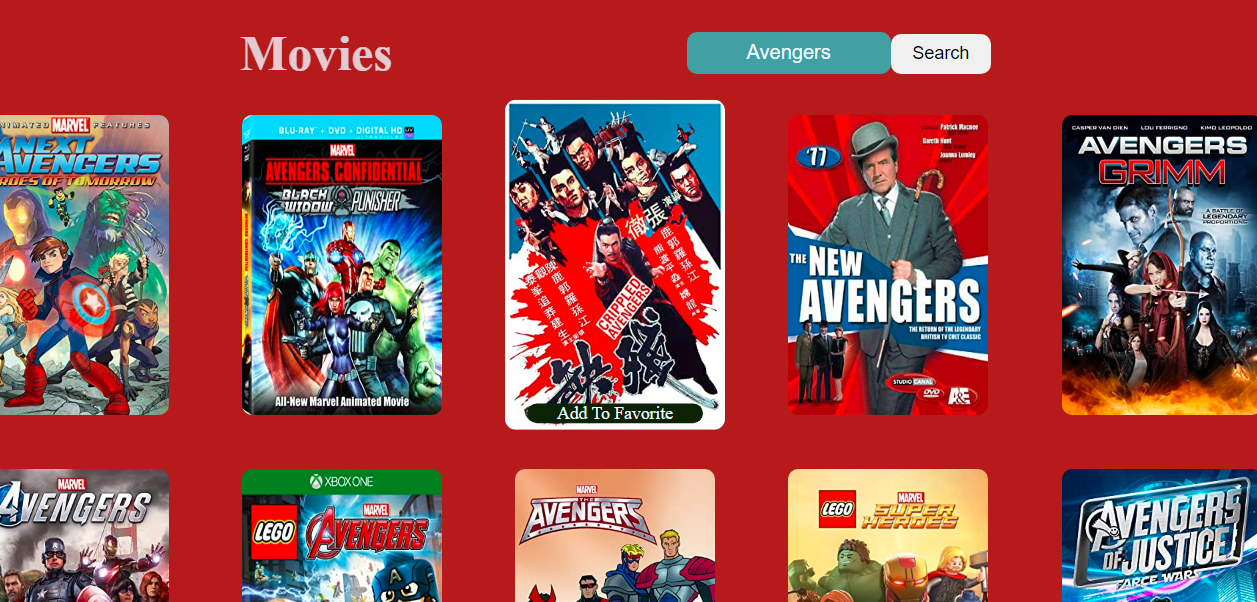 Movies
Avengers
Search
ANIMATED MARVEL FEATURES
NEXT
AVENGERS
HEROES OF TOMORROW
BLU-RAY + DVD + DIGITAL HD
MARVEL
AVENGERS CONFIDENTIAL
BLACK WIDOW PUNISHER
All-New Marvel Animated Movie
張徹
CRIPPLED
AVENGERS
Add To Favorite
Patrick Macnee
Gareth Hunt
Joanna Lumley
'77
THE NEW
AVENGERS
THE RETURN OF THE LEGENDARY
BRITISH TV CULT CLASSIC
STUDIO CANAL
DVD
A&E
CASPER VAN DIEN LOU FERRIGNO KIMO LEOPOLDO
AVENGERS
GRIMM
A BATTLE OF
LEGENDARY
PROPORTIONS
MARVEL
AVENGERS
XBOX ONE
LEGO
MARVEL
AVENGERS
MARVEL
THE
AVENGERS
LEGO
MARVEL
SUPER
HEROES
AVENGERS
OF JUSTICE
FARCE WARS